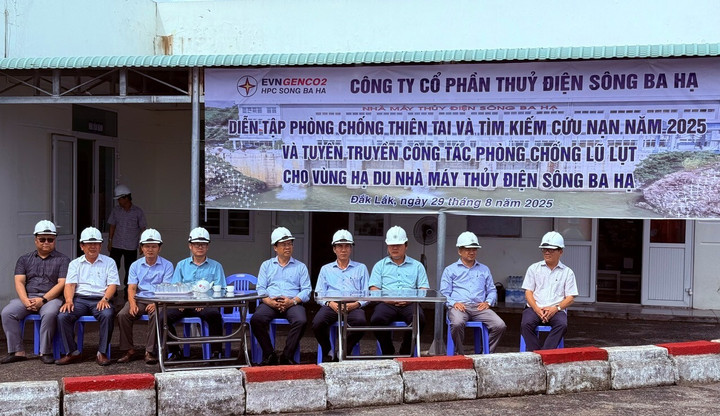 EVNGENCO2
HPC SONG BA HA
CÔNG TY CỔ PHẦN THUỶ ĐIỆN SÔNG BA HẠ
NHÀ MÁY THỦY ĐIỆN SÔNG BA HẠ
DIỄN TẬP PHÒNG CHỐNG THIÊN TAI VÀ TÌM KIẾM CỨU NẠN NĂM 2025
VÀ TUYÊN TRUYỀN CÔNG TÁC PHÒNG CHỐNG LŨ LỤT
CHO VÙNG HẠ DU NHÀ MÁY THỦY ĐIỆN SÔNG BA HẠ
Đắk Lắk, ngày 29 tháng 8 năm 2025